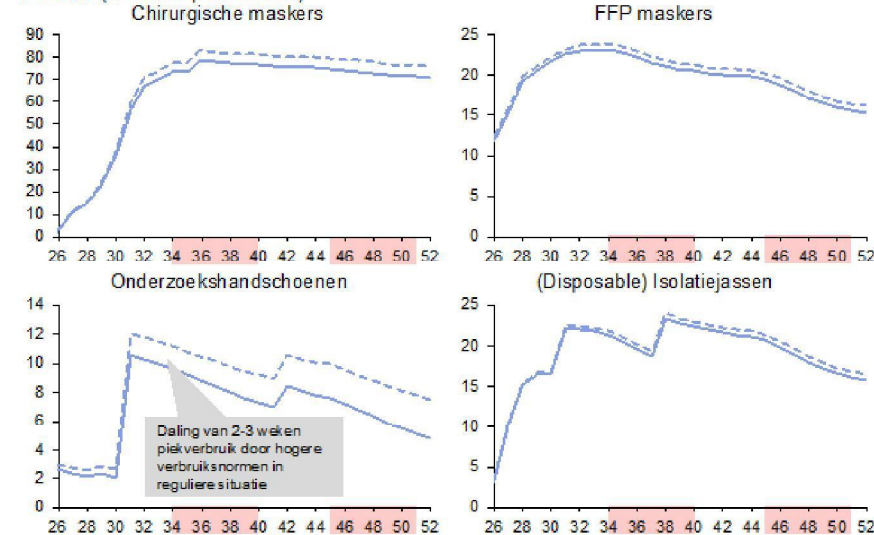 Chirurgische maskers
90
80
70
60
50
40
30
20
10
0
26 28 30 32 34 36 38 40 42 44 46 48 50 52
FFP maskers
25
20
15
10
5
0
26 28 30 32 34 36 38 40 42 44 46 48 50 52
Onderzoekshandschoenen
14
12
10
8
6
4
2
0
26 28 30 32 34 36 38 40 42 44 46 48 50 52
Daling van 2-3 weken
piekverbruik door hogere
verbruiksnormen in
reguliere situatie
(Disposable) Isolatiejassen
25
20
15
10
5
0
26 28 30 32 34 36 38 40 42 44 46 48 50 52